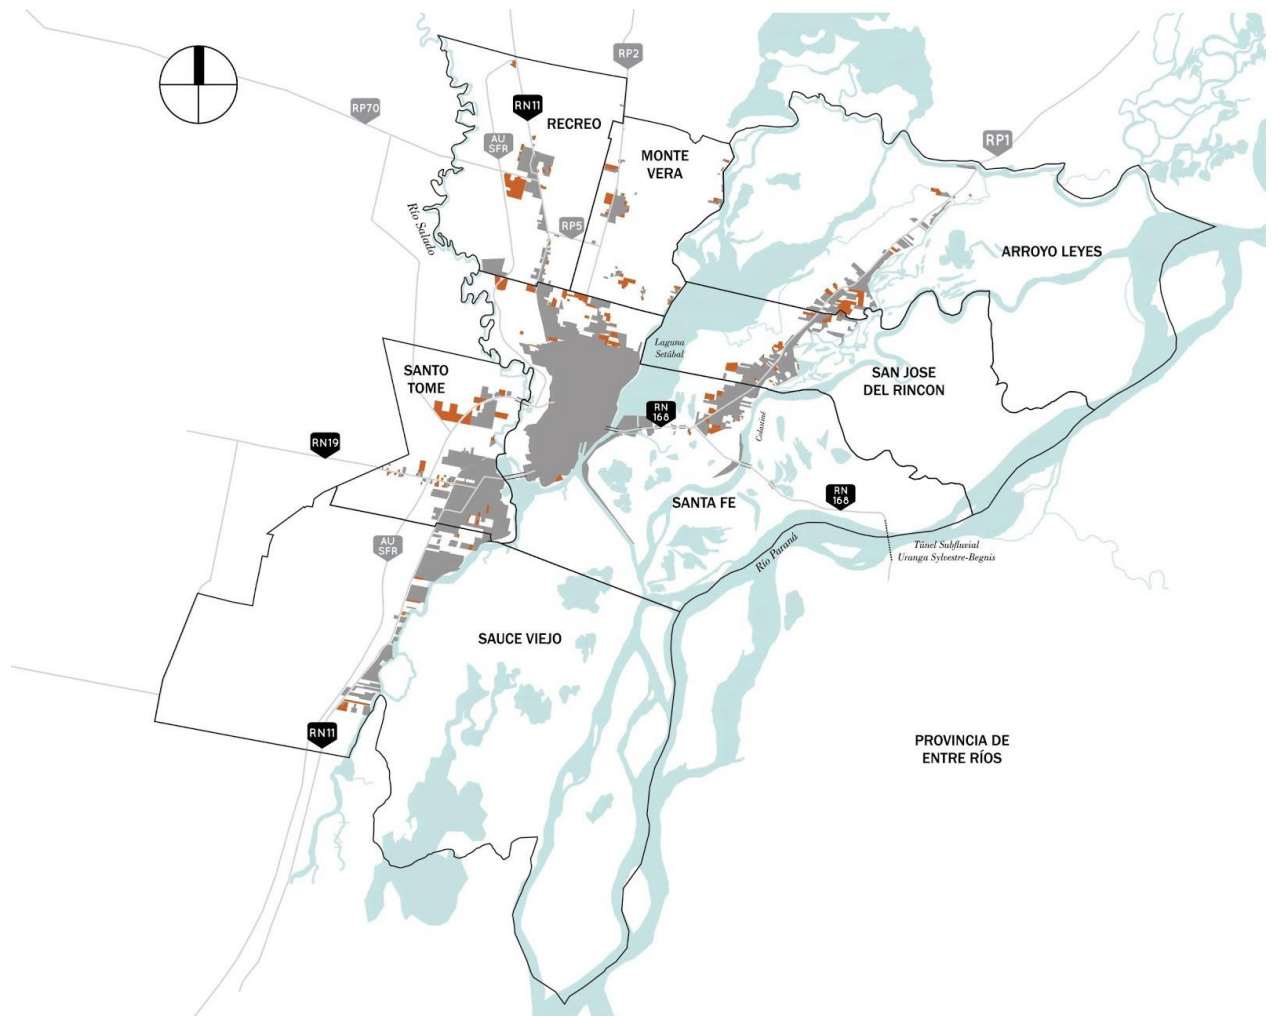 RP2
RP70
RN11
RECREO
AU
SFR
MONTE
VERA
RP1
Río Salado
RP5
ARROYO LEYES
Laguna
Setúbal
SANTO
TOME
SAN JOSE
DEL RINCON
RN
168
Colastiné
RN19
SANTA FE
RN
168
AU
SFR
Río Paraná
Túnel Subfluvial
Uranga Sylvestre-Begnis
SAUCE VIEJO
RN11
PROVINCIA DE
ENTRE RÍOS